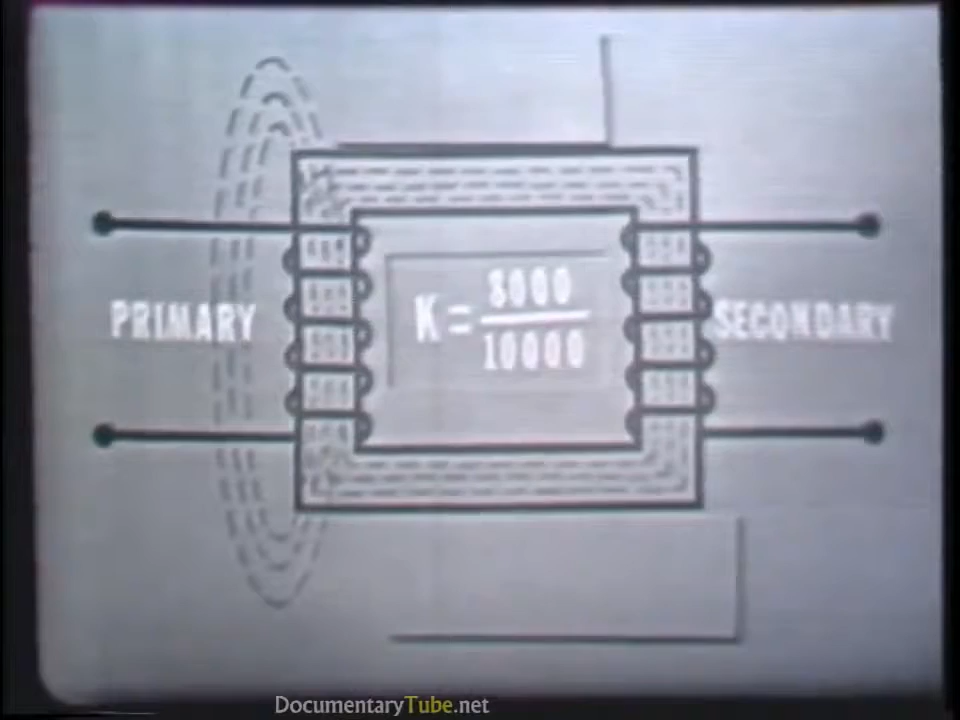 PRIMARY
K = 8000
10000
SECONDARY
DocumentaryTube.net